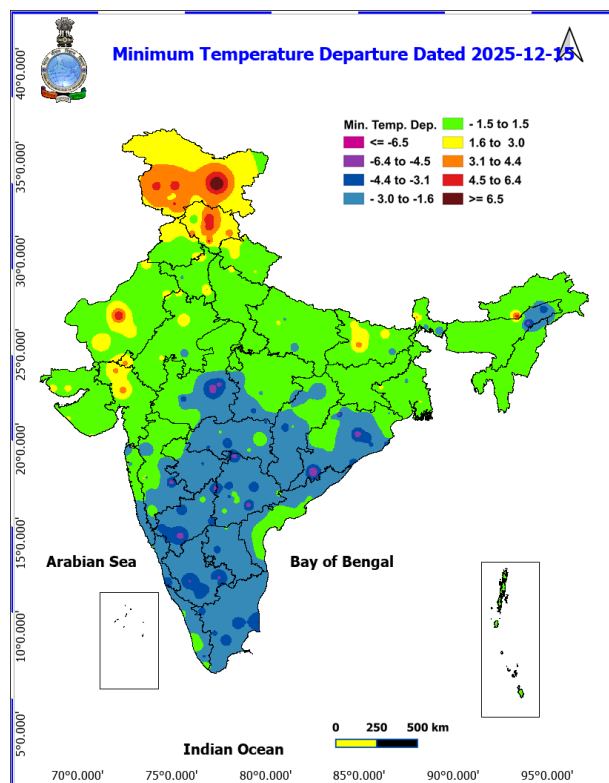 Minimum Temperature Departure Dated 2025-12-15
Min. Temp. Dep.
<= -6.5
-6.4 to -4.5
-4.4 to -3.1
- 3.0 to -1.6
- 1.5 to 1.5
1.6 to 3.0
3.1 to 4.4
4.5 to 6.4
>= 6.5
40°0.000'
35°0.000'
30°0.000'
25°0.000'
20°0.000'
15°0.000'
10°0.000'
5°0.000'
Arabian Sea
Bay of Bengal
0 250 500 km
Indian Ocean
70°0.000' 75°0.000' 80°0.000' 85°0.000' 90°0.000' 95°0.000'